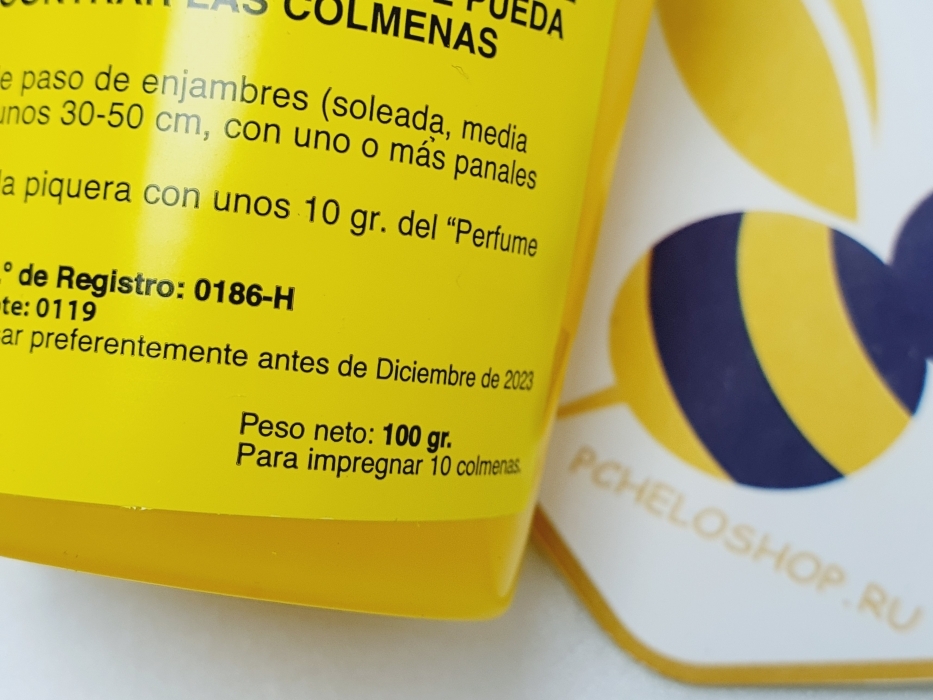 LAS COLMENAS
PUEDA
paso de enjambres (soleada, media
unos 30-50 cm, con uno o más panales
la piquera con unos 10 gr. del “Perfume
de Registro: 0186-H
0119
preferentemente antes de Diciembre de 2023
Peso neto: 100 gr.
Para impregnar 10 colmenas.
PCHELOSHOP.RU